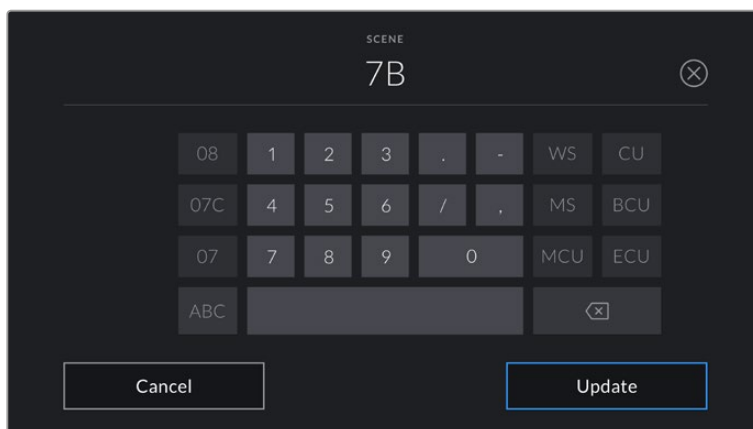 SCENE
7B
08 1 2 3 . - WS CU
07C 4 5 6 / , MS BCU
07 7 8 9 0 MCU ECU
ABC
Cancel Update